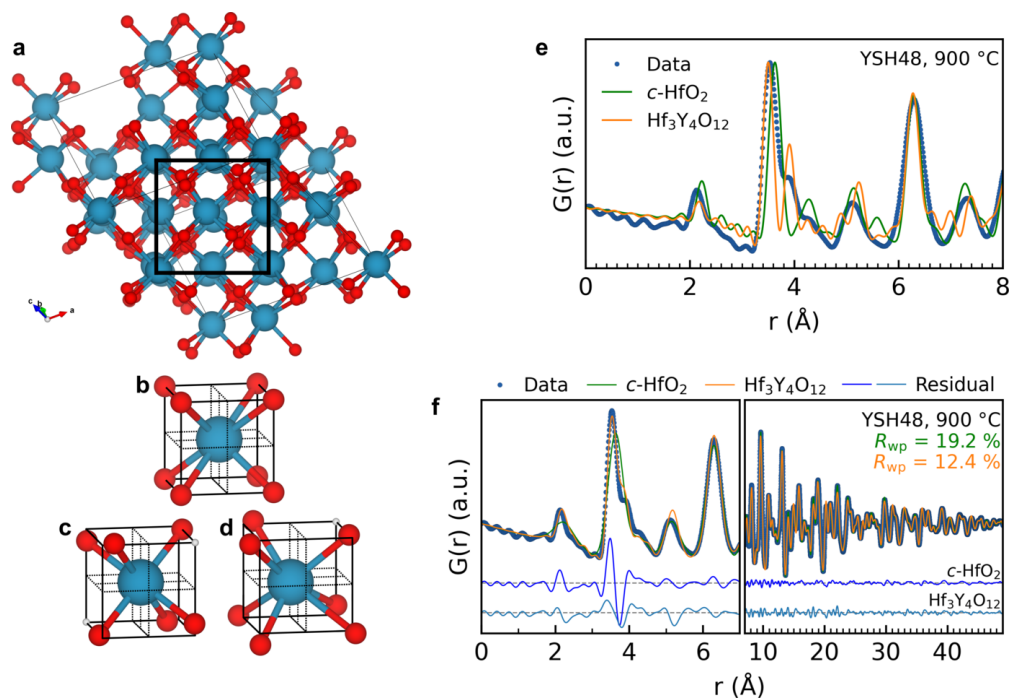 a
c
b
a
b
c
d
e
YSH48, 900 °C
Data
c-HfO₂
Hf₃Y₄O₁₂
G(r) (a.u.)
0 2 4 6 8
r (Å)
f
Data c-HfO₂ Hf₃Y₄O₁₂ Residual
YSH48, 900 °C
Rwp = 19.2 %
Rwp = 12.4 %
c-HfO₂
Hf₃Y₄O₁₂
G(r) (a.u.)
0 2 4 6 10 20 30 40
r (Å)